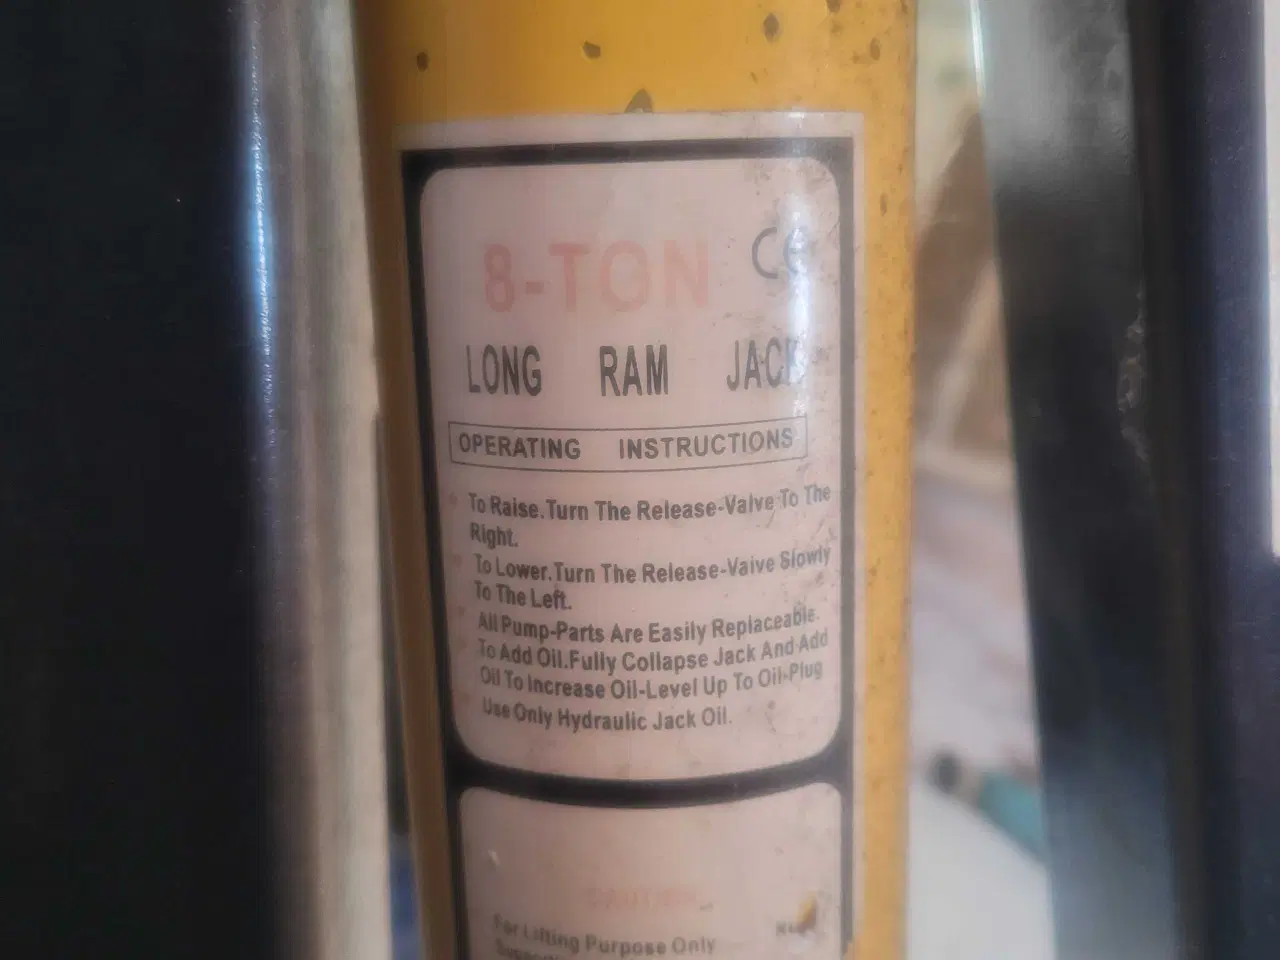 8-TON CE
LONG RAM JACK
OPERATING INSTRUCTIONS
To Raise.Turn The Release-Valve To The
Right.
To Lower.Turn The Release-Vaive Slowly
To The Left.
All Pump-Parts Are Easily Replaceable.
To Add Oil.Fully Collapse Jack And Add
Oil To Increase Oil-Level Up To Oil-Plug
Use Only Hydraulic Jack Oil.
CAUTION
For Lifting Purpose Only